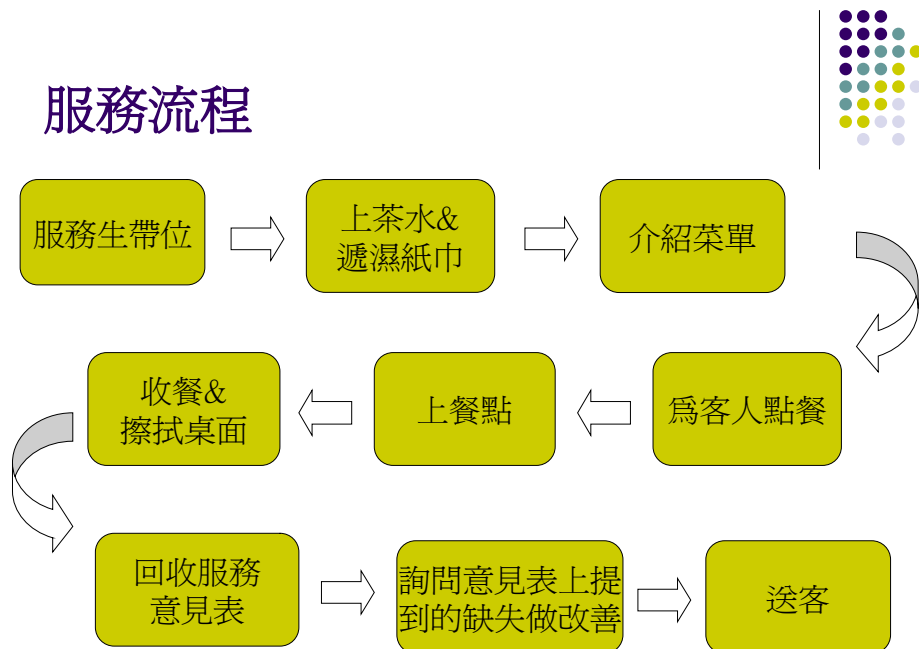 服務流程
服務生帶位
上茶水&
遞濕紙巾
介紹菜單
為客人點餐
上餐點
收餐&
擦拭桌面
回收服務
意見表
詢問意見表上提
到的缺失做改善
送客